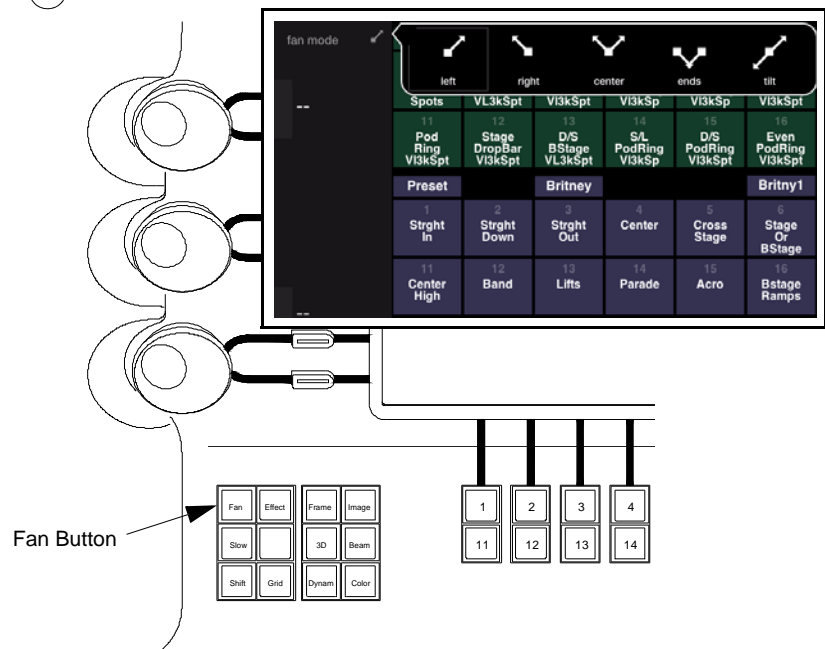 fan mode
left
right
center
ends
tilt
--
Spots
VL3kSpt
Vl3kSpt
Vl3kSp
Vl3kSp
Vl3kSpt
11
Pod
Ring
Vl3kSpt
12
Stage
DropBar
Vl3kSpt
13
D/S
BStage
VL3kSpt
14
S/L
PodRing
Vl3kSp
15
D/S
PodRing
Vl3kSpt
16
Even
PodRing
Vl3kSpt
Preset
Britney
Britny1
1
Strght
In
2
Strght
Down
3
Strght
Out
4
Center
5
Cross
Stage
6
Stage
Or
BStage
11
Center
High
12
Band
13
Lifts
14
Parade
15
Acro
16
Bstage
Ramps
--
Fan Button
Fan
Effect
Frame
Image
Slow
3D
Beam
Shift
Grid
Dynam
Color
1
2
3
4
11
12
13
14